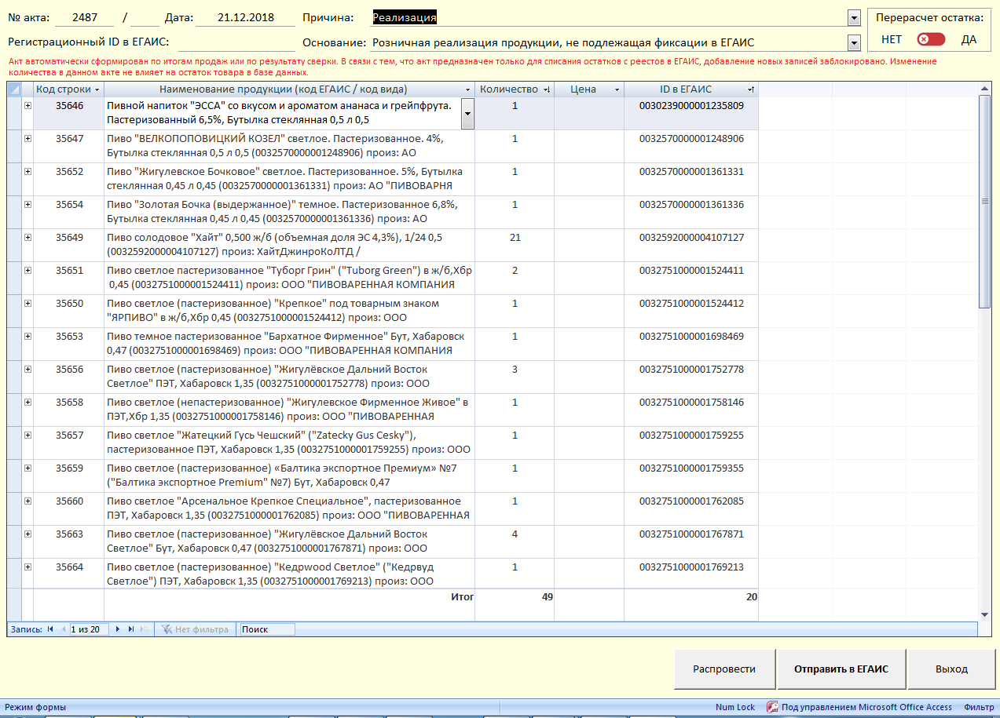 № акта: 2487 / Дата: 21.12.2018 Причина: Реализация Перерасчет остатка:
Регистрационный ID в ЕГАИС: Основание: Розничная реализация продукции, не подлежащая фиксации в ЕГАИС НЕТ ДА
Акт автоматически сформирован по итогам продаж или по результату сверки. В связи с тем, что акт предназначен только для списания остатков с реестов в ЕГАИС, добавление новых записей заблокировано. Изменение
количества в данном акте не влияет на остаток товара в базе данных.
Код строки Наименование продукции (код ЕГАИС / код вида) Количество Цена ID в ЕГАИС
35646 Пивной напиток "ЭССА" со вкусом и ароматом ананаса и грейпфрута. 1 0030239000001235809
Пастеризованный 6,5%, Бутылка стеклянная 0,5 л 0,5
35647 Пиво "ВЕЛКОПОПОВИЦКИЙ КОЗЕЛ" светлое. Пастеризованное. 4%, 1 0032570000001248906
Бутылка стеклянная 0,5 л 0,5 (0032570000001248906) произ: АО
35652 Пиво "Жигулевское Бочковое" светлое. Пастеризованное. 5%, Бутылка 1 0032570000001361331
стеклянная 0,45 л 0,45 (0032570000001361331) произ: АО "ПИВОВАРНЯ
35654 Пиво "Золотая Бочка (выдержанное)" темное. Пастеризованное 6,8%, 1 0032570000001361336
Бутылка стеклянная 0,45 л 0,45 (0032570000001361336) произ: АО
35649 Пиво солодовое "Хайт" 0,500 ж/б (объемная доля ЭС 4,3%), 1/24 0,5 21 0032592000004107127
(0032592000004107127) произ: ХайтДжинроКоЛТД /
35651 Пиво светлое пастеризованное "Туборг Грин" ("Tuborg Green") в ж/б,Хбр 2 0032751000001524411
0,45 (0032751000001524411) произ: ООО "ПИВОВАРЕННАЯ КОМПАНИЯ
35650 Пиво светлое (пастеризованное) "Крепкое" под товарным знаком 1 0032751000001524412
"ЯРПИВО" в ж/б,Хбр 0,45 (0032751000001524412) произ: ООО
35653 Пиво темное пастеризованное "Бархатное Фирменное" Бут, Хабаровск 1 0032751000001698469
0,47 (0032751000001698469) произ: ООО "ПИВОВАРЕННАЯ КОМПАНИЯ
35656 Пиво светлое (пастеризованное) "Жигулёвское Дальний Восток 3 0032751000001752778
Светлое" ПЭТ, Хабаровск 1,35 (0032751000001752778) произ: ООО
35658 Пиво светлое (непастеризованное) "Жигулевское Фирменное Живое" в 1 0032751000001758146
ПЭТ,Хбр 1,35 (0032751000001758146) произ: ООО "ПИВОВАРЕННАЯ
35657 Пиво светлое "Жатецкий Гусь Чешский" ("Zatecky Gus Cesky"), 1 0032751000001759255
пастеризованное ПЭТ, Хабаровск 1,35 (0032751000001759255) произ: ООО
35659 Пиво светлое (пастеризованное) «Балтика экспортное Премиум» №7 1 0032751000001759355
("Балтика экспортное Premium" №7) Бут, Хабаровск 0,47
35660 Пиво светлое "Арсенальное Крепкое Специальное", пастеризованное 1 0032751000001762085
ПЭТ, Хабаровск 1,35 (0032751000001762085) произ: ООО "ПИВОВАРЕННАЯ
35663 Пиво светлое (пастеризованное) "Жигулёвское Дальний Восток 4 0032751000001767871
Светлое" Бут, Хабаровск 0,47 (0032751000001767871) произ: ООО
35664 Пиво светлое (пастеризованное) "Кедрwood Светлое" ("Кедрвуд 1 0032751000001769213
Светлое") ПЭТ, Хабаровск 1,35 (0032751000001769213) произ: ООО
Итог 49 20
Запись: 1 из 20 Нет фильтра Поиск
Распровести Отправить в ЕГАИС Выход
Режим формы Num Lock Под управлением Microsoft Office Access Фильтр